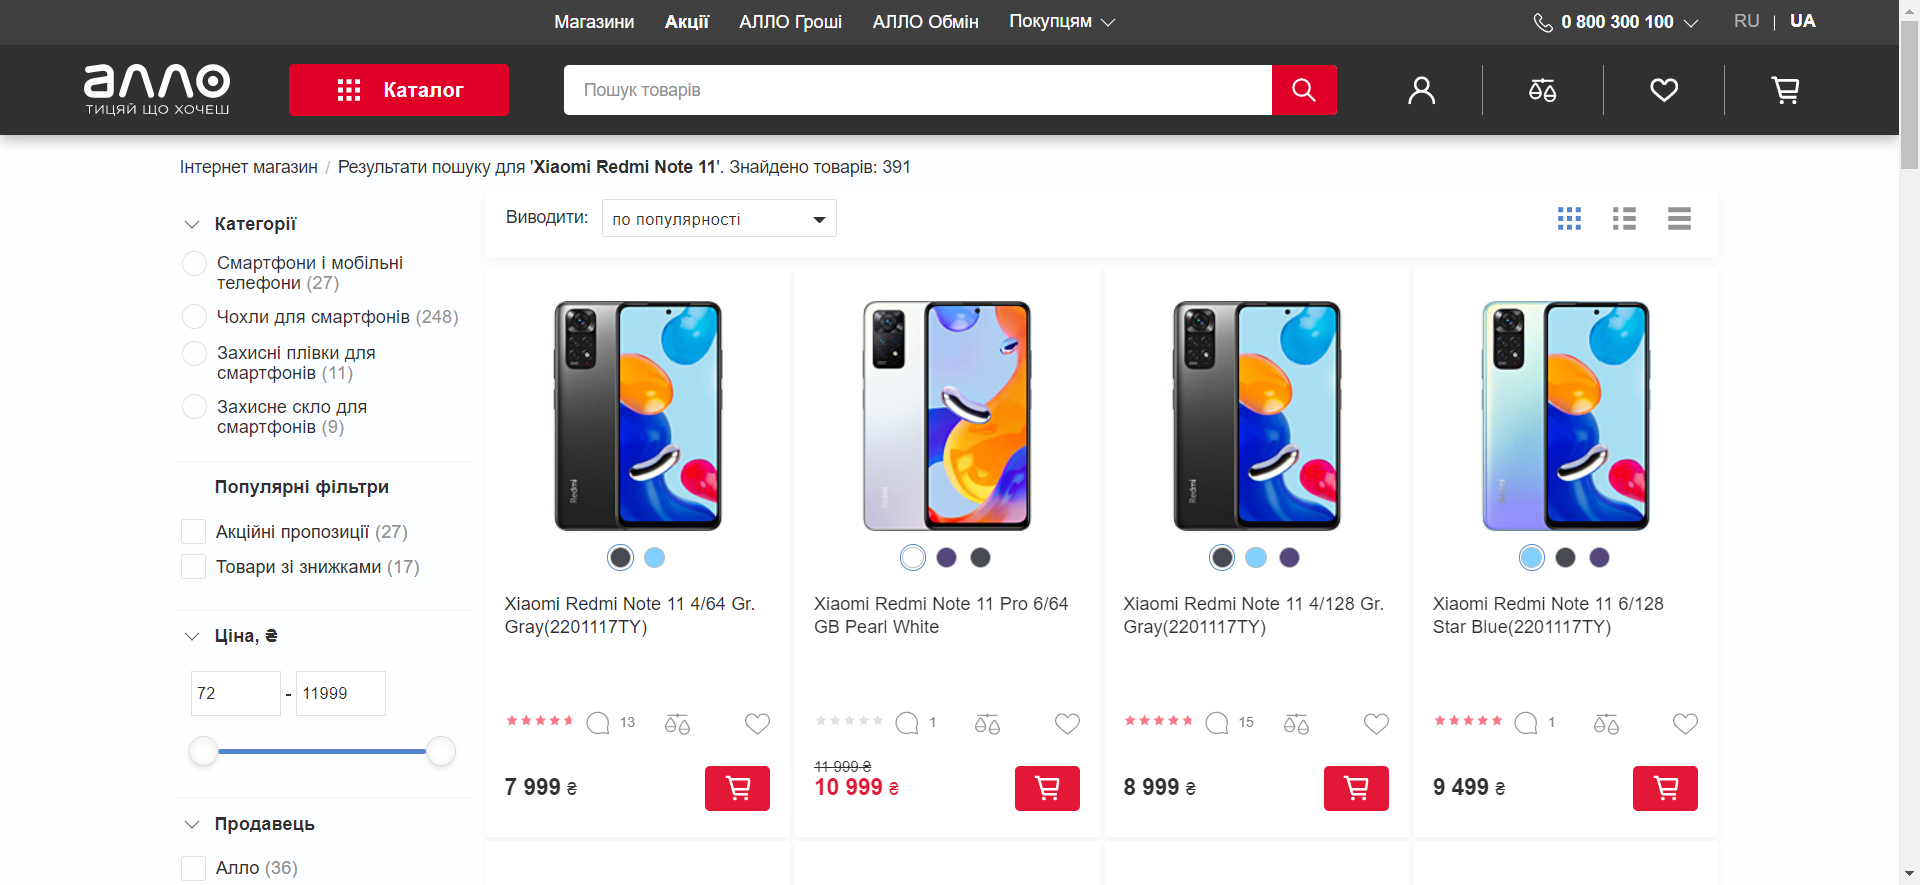 Магазини Акції АЛЛО Гроші АЛЛО Обмін Покупцям 0 800 300 100 RU | UA
алло
ТИЦЯЙ ЩО ХОЧЕШ
Каталог
Пошук товарів
Інтернет магазин / Результати пошуку для 'Xiaomi Redmi Note 11'. Знайдено товарів: 391
Виводити: по популярності
Категорії
Смартфони і мобільні
телефони (27)
Чохли для смартфонів (248)
Захисні плівки для
смартфонів (11)
Захисне скло для
смартфонів (9)
Популярні фільтри
Акційні пропозиції (27)
Товари зі знижками (17)
Ціна, ₴
72 - 11999
Продавець
Алло (36)
Redmi
Xiaomi Redmi Note 11 4/64 Gr.
Gray(2201117TY)
13
7 999 ₴
Redmi
Xiaomi Redmi Note 11 Pro 6/64
GB Pearl White
1
11 999 ₴
10 999 ₴
Redmi
Xiaomi Redmi Note 11 4/128 Gr.
Gray(2201117TY)
15
8 999 ₴
Redmi
Xiaomi Redmi Note 11 6/128
Star Blue(2201117TY)
1
9 499 ₴